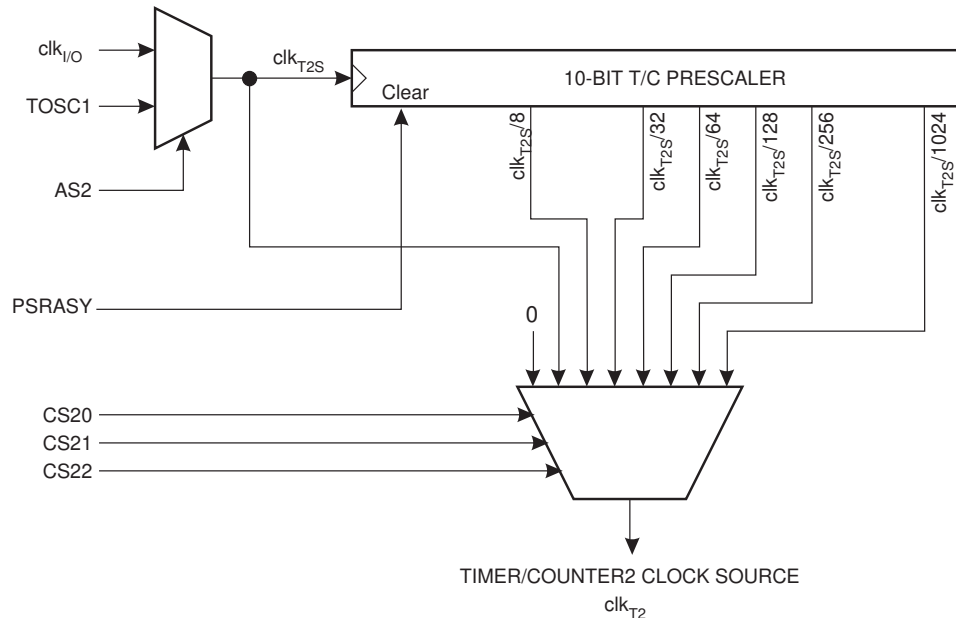 clkI/O
TOSC1
AS2
PSRASY
clkT2S
10-BIT T/C PRESCALER
Clear
clkT2S/8
clkT2S/32
clkT2S/64
clkT2S/128
clkT2S/256
clkT2S/1024
0
CS20
CS21
CS22
TIMER/COUNTER2 CLOCK SOURCE
clkT2